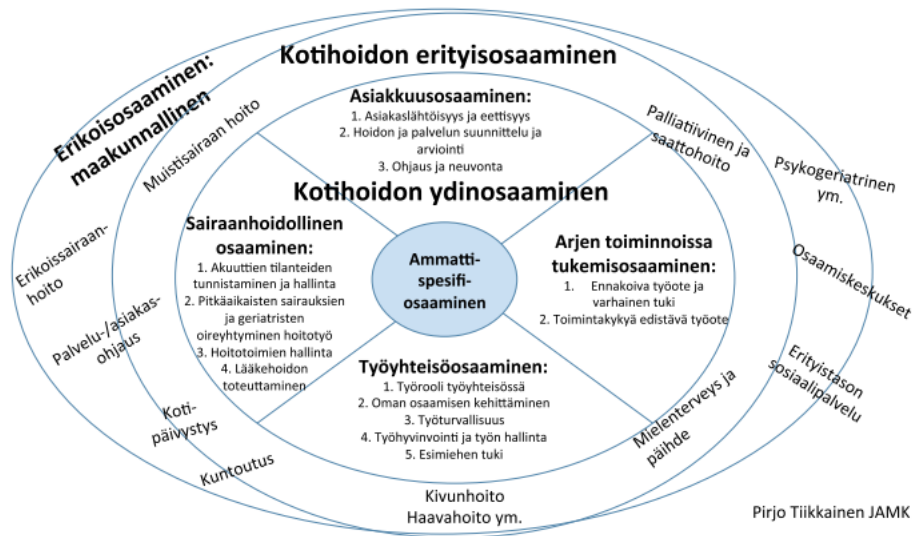 Kotihoidon erityisosaaminen
Erikoisosaaminen:
maakunnallinen
Muistisairaan hoito
Asiakkuusosaaminen:
1. Asiakaslähtöisyys ja eettisyys
2. Hoidon ja palvelun suunnittelu ja
arviointi
3. Ohjaus ja neuvonta
Palliatiivinen ja
saattohoito
Psykogeriatrinen
ym.
Kotihoidon ydinosaaminen
Sairaanhoidollinen
osaaminen:
1. Akuuttien tilanteiden
tunnistaminen ja hallinta
2. Pitkäaikaisten sairauksien
ja geriatristen
oireyhtyminen hoitotyö
3. Hoitotoimien hallinta
4. Lääkehoidon
toteuttaminen
Ammatti-
spesifi-
osaaminen
Arjen toiminnoissa
tukemisosaaminen:
1. Ennakoiva työote ja
varhainen tuki
2. Toimintakykyä edistävä työote
Erikoissairaan-
hoito
Osaamiskeskukset
Palvelu-/asiakas-
ohjaus
Erityistason
sosiaalipalvelu
Työyhteisöosaaminen:
1. Työrooli työyhteisössä
2. Oman osaamisen kehittäminen
3. Työturvallisuus
4. Työhyvinvointi ja työn hallinta
5. Esimiehen tuki
Koti-
päivystys
Mielenterveys ja
päihde
Kuntoutus
Kivunhoito
Haavahoito ym.
Pirjo Tiikkainen JAMK